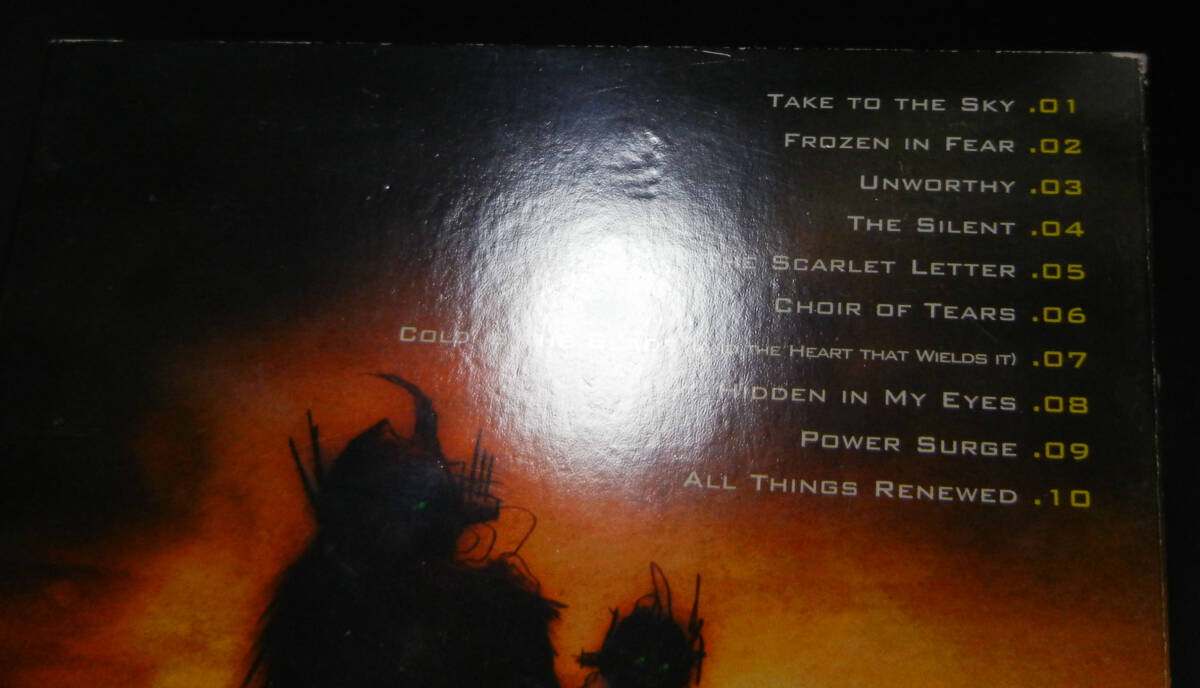 Take to the Sky .01
Frozen in Fear .02
Unworthy .03
The Silent .04
The Scarlet Letter .05
Choir of Tears .06
Cold the Heart that Wields it) .07
Hidden in My Eyes .08
Power Surge .09
All Things Renewed .10